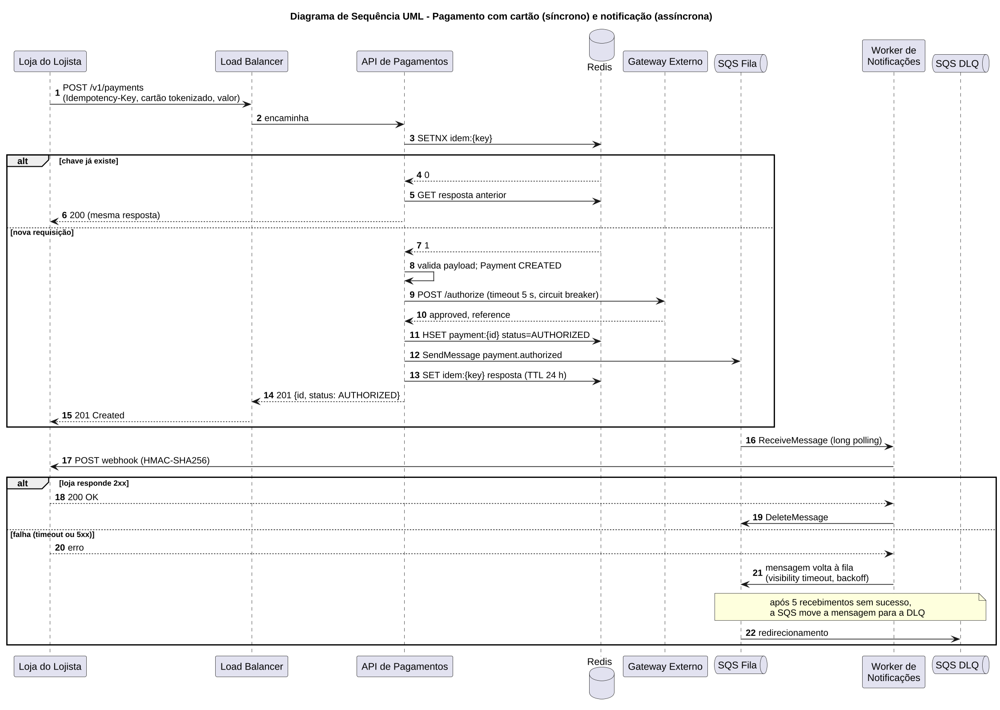 Diagrama de Sequência UML - Pagamento com cartão (síncrono) e notificação (assíncrona)
Loja do Lojista
Load Balancer
API de Pagamentos
Redis
Gateway Externo
SQS Fila
Worker de
Notificações
SQS DLQ
1 POST /v1/payments
(Idempotency-Key, cartão tokenizado, valor)
2 encaminha
3 SETNX idem:{key}
alt [chave já existe]
4 0
5 GET resposta anterior
6 200 (mesma resposta)
[nova requisição]
7 1
8 valida payload; Payment CREATED
9 POST /authorize (timeout 5 s, circuit breaker)
10 approved, reference
11 HSET payment:{id} status=AUTHORIZED
12 SendMessage payment.authorized
13 SET idem:{key} resposta (TTL 24 h)
14 201 {id, status: AUTHORIZED}
15 201 Created
16 ReceiveMessage (long polling)
17 POST webhook (HMAC-SHA256)
alt [loja responde 2xx]
18 200 OK
19 DeleteMessage
[falha (timeout ou 5xx)]
20 erro
21 mensagem volta à fila
(visibility timeout, backoff)
após 5 recebimentos sem sucesso,
a SQS move a mensagem para a DLQ
22 redirecionamento
Loja do Lojista
Load Balancer
API de Pagamentos
Redis
Gateway Externo
SQS Fila
Worker de
Notificações
SQS DLQ